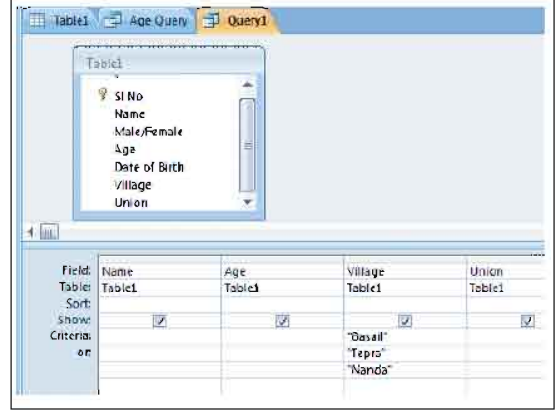 Table1 Age Query Query1
Table1
Sl No
Name
Male/Female
Age
Date of Birth
Village
Union
Field: Name Age Village Union
Table: Table1 Table1 Table1 Table1
Sort:
Show:
Criteria: "Basail"
or: "Tepra"
"Nanda"